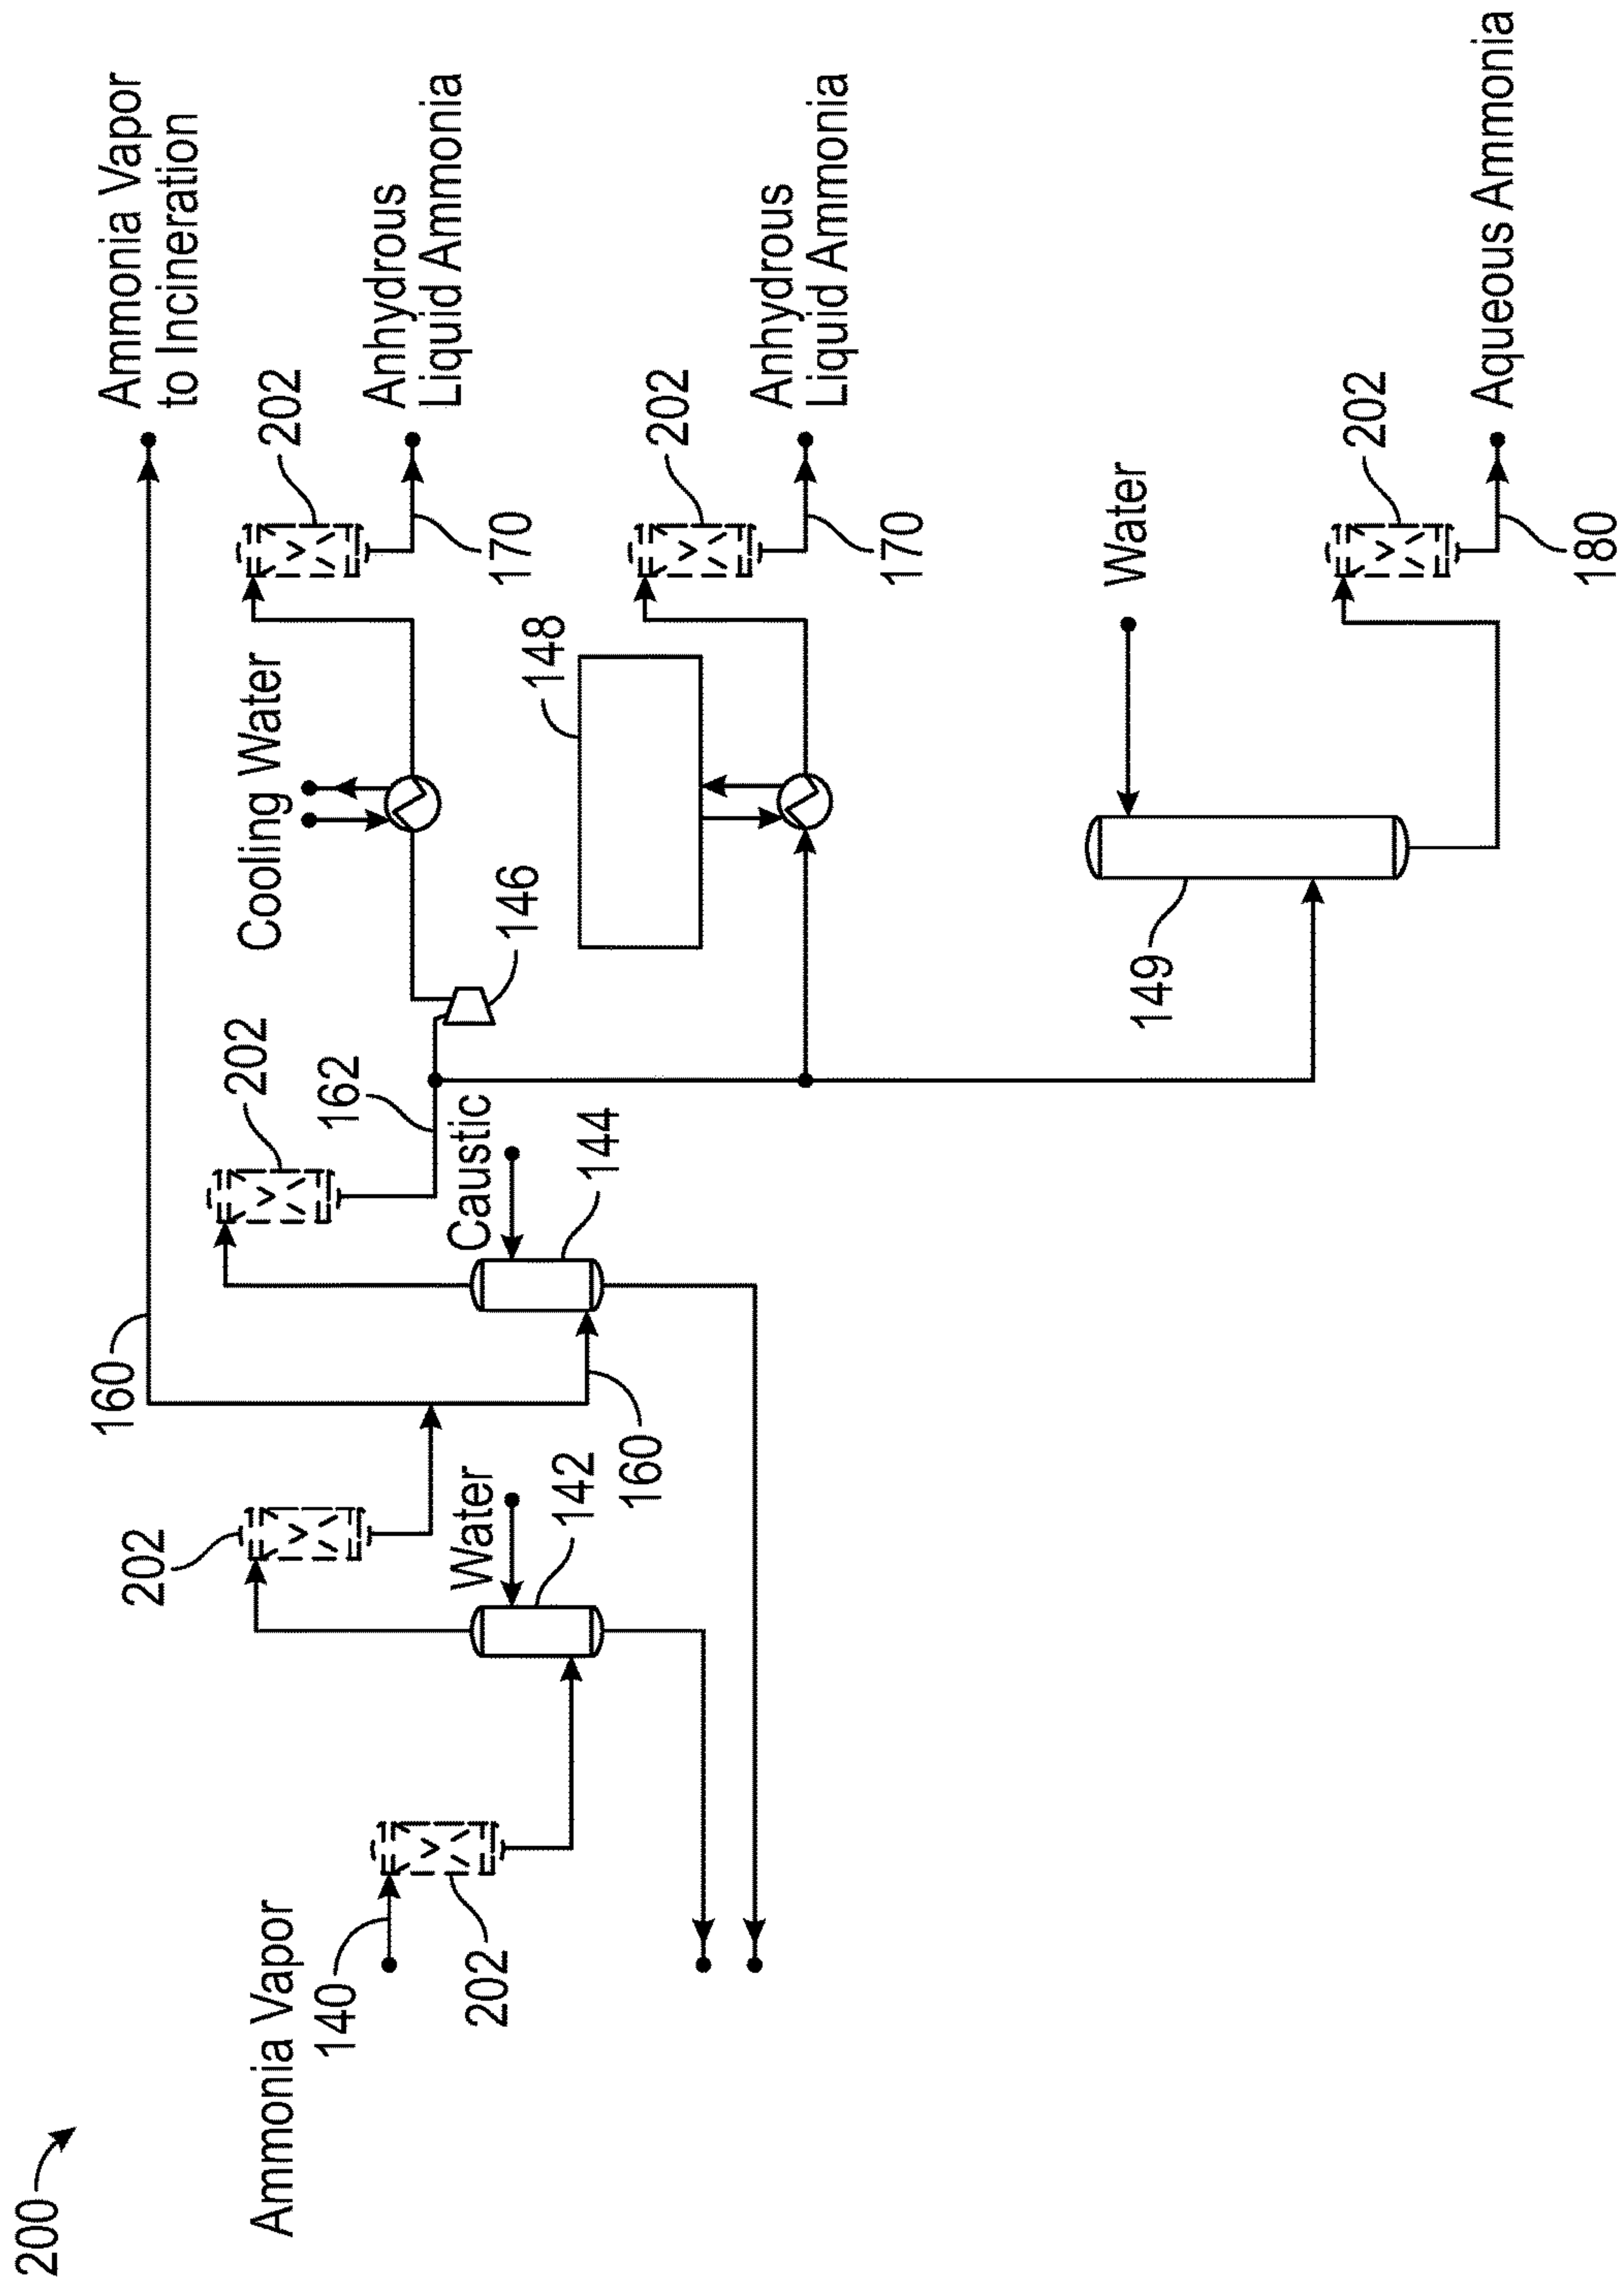 200
Ammonia Vapor
140
202
202
Water
142
160
160
Caustic
144
202
162
146
Cooling Water
148
149
Water
202
170
202
170
202
180
Ammonia Vapor
to Incineration
Anhydrous
Liquid Ammonia
Anhydrous
Liquid Ammonia
Aqueous Ammonia